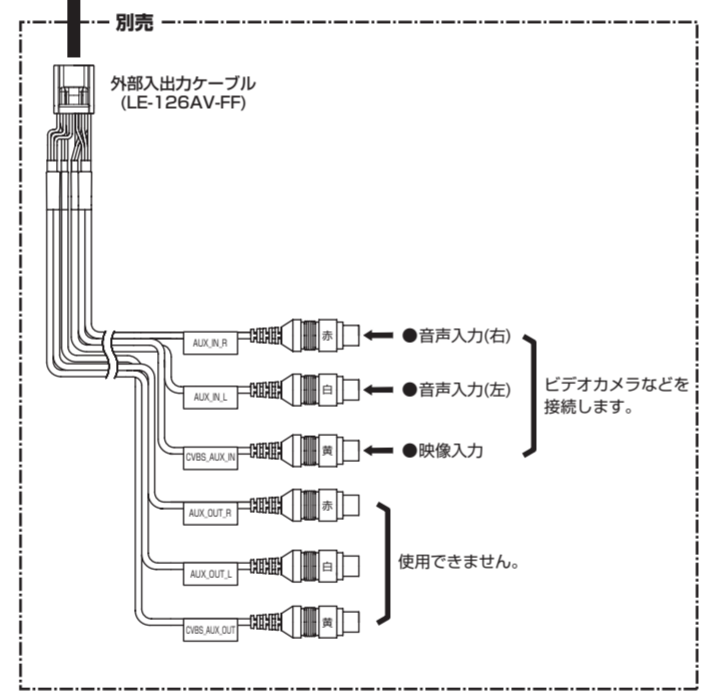 別売
外部入出力ケーブル
(LE-126AV-FF)
AUX_IN_R
赤
●音声入力(右)
AUX_IN_L
白
●音声入力(左)
ビデオカメラなどを
接続します。
CVBS_AUX_IN
黄
●映像入力
AUX_OUT_R
赤
AUX_OUT_L
白
使用できません。
CVBS_AUX_OUT
黄